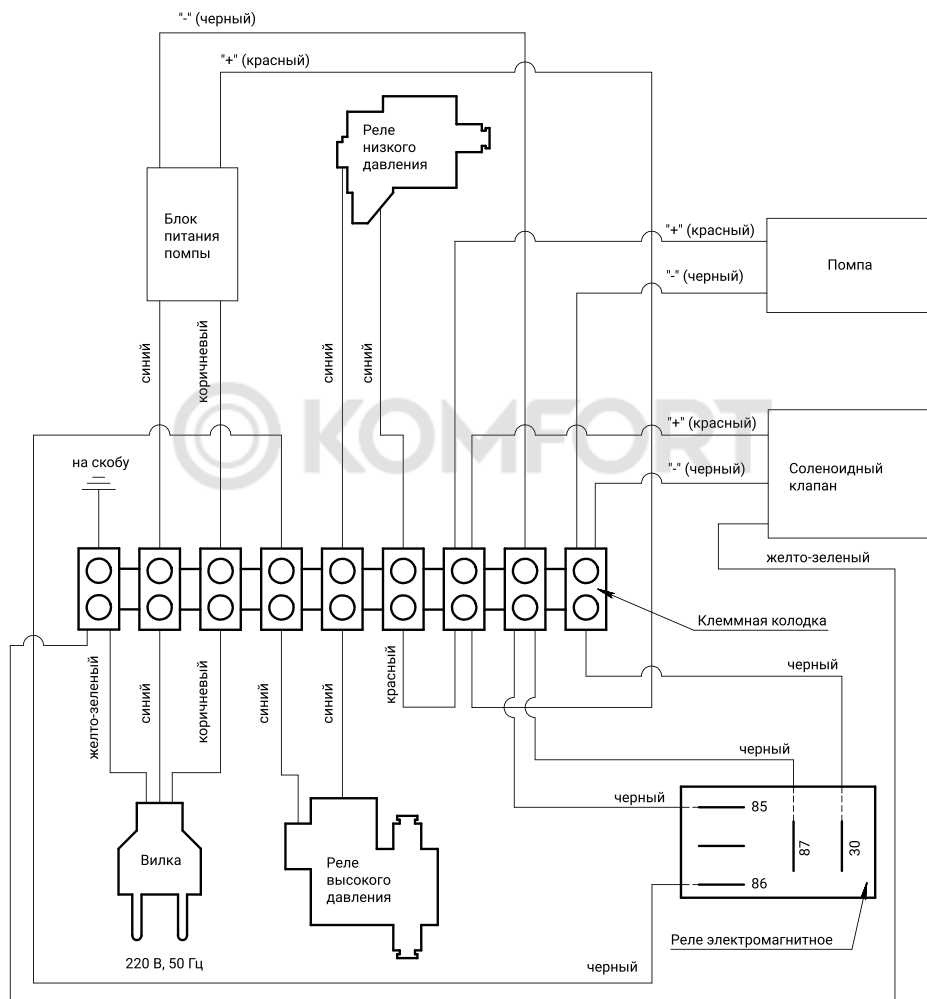 "-" (черный)
"+" (красный)
Реле
низкого
давления
Блок
питания
помпы
"+" (красный)
Помпа
"-" (черный)
синий
коричневый
синий
синий
KOMFORT
"+" (красный)
на скобу
"-" (черный)
Соленоидный
клапан
желто-зеленый
Клеммная колодка
желто-зеленый
синий
коричневый
синий
синий
красный
черный
черный
черный
85
87
30
86
Вилка
Реле
высокого
давления
Реле электромагнитное
220 В, 50 Гц
черный